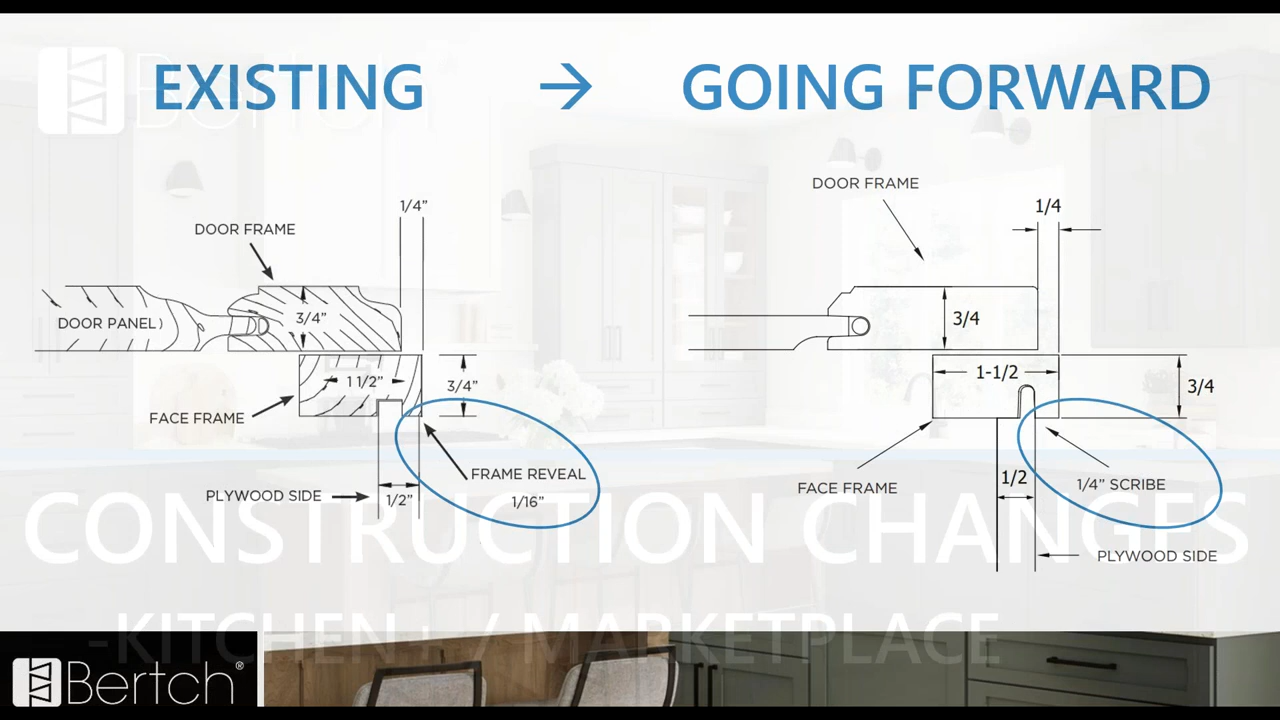 Bertch
EXISTING → GOING FORWARD
1/4”
DOOR FRAME
DOOR PANEL
3/4”
1 1/2”
3/4”
FACE FRAME
FRAME REVEAL
1/16”
PLYWOOD SIDE
1/2”
DOOR FRAME
1/4
3/4
1-1/2
3/4
FACE FRAME
1/2
1/4” SCRIBE
PLYWOOD SIDE
CONSTRUCTION CHANGES
-KITCHEN+ / MARKETPLACE
Bertch®